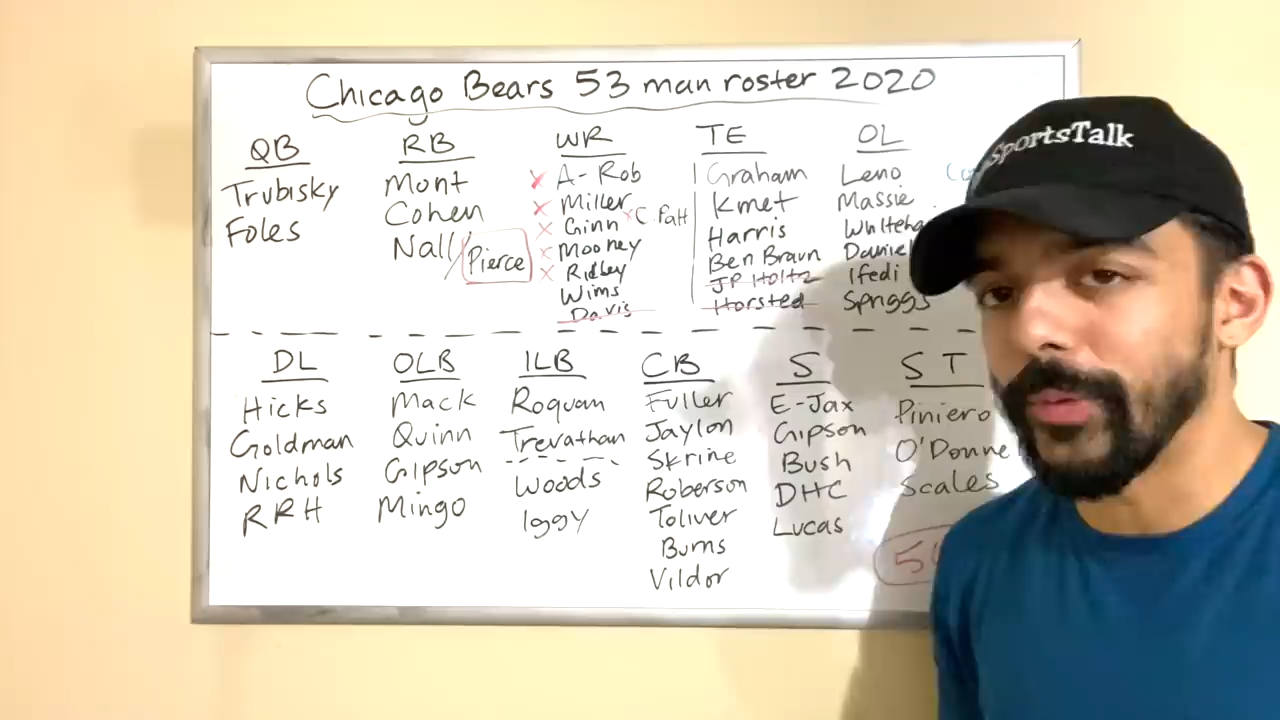 Chicago Bears 53 man roster 2020
QB
Trubisky
Foles
RB
Mont
Cohen
Nall/ Pierce
WR
x A-Rob
x Miller
x Ginn x C. Patt
x Mooney
x Ridley
Wims
Davis
TE
Graham
Kmet
Harris
Ben Braun
JP Holtz
Horsted
OL
Leno
Massie
Daniel
Ifedi
Spriggs
DL
Hicks
Goldman
Nichols
RRH
OLB
Mack
Quinn
Gipson
Mingo
ILB
Roquan
Trevathan
Woods
Iggy
CB
Fuller
Jaylon
Skrine
Roberson
Toliver
Burns
Vildor
S
E-Jax
Gipson
Bush
DHC
Lucas
ST
Piniero
O'Donne
Scales
SportsTalk